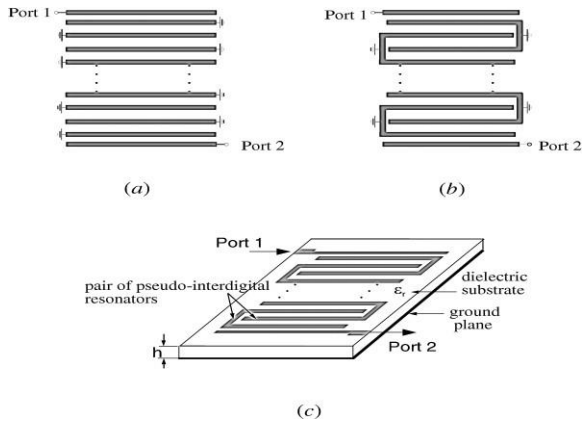 Port 1
Port 2
(a)
Port 1
Port 2
(b)
Port 1
pair of pseudo-interdigital
resonators
εr
dielectric
substrate
ground
plane
Port 2
h
(c)